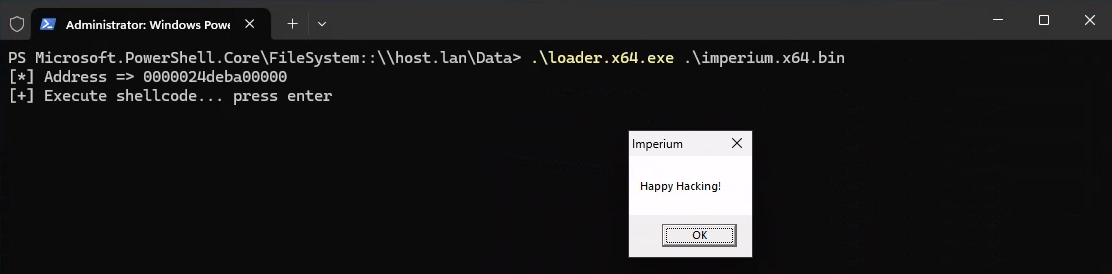 Administrator: Windows Powe
PS Microsoft.PowerShell.Core\FileSystem::\\host.lan\Data> .\loader.x64.exe .\imperium.x64.bin
[*] Address => 0000024deba00000
[+] Execute shellcode... press enter
Imperium
Happy Hacking!
OK